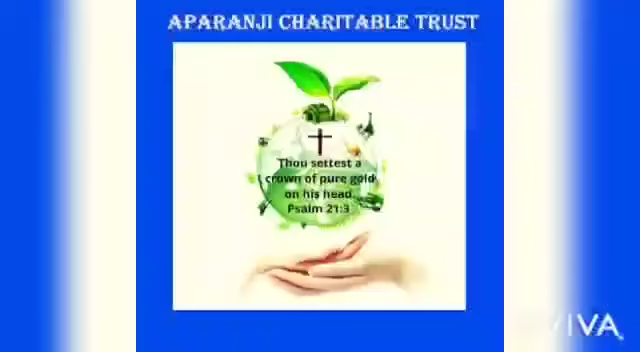 APARANJI CHARITABLE TRUST
Thou settest a
crown of pure gold
on his head.
Psalm 21:3
VIVA